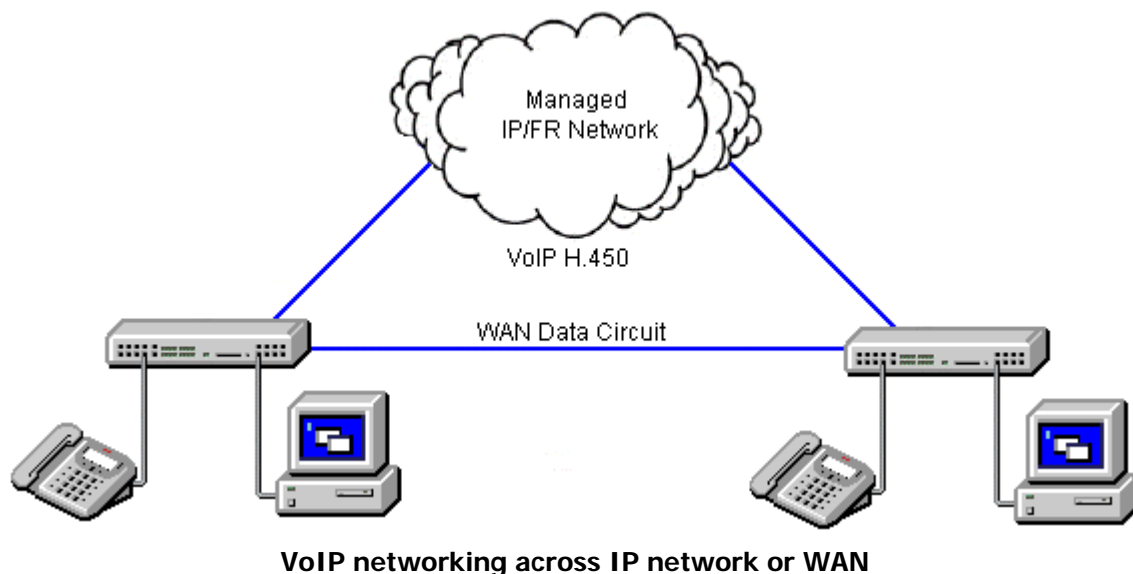 Managed
IP/FR Network
VoIP H.450
WAN Data Circuit
VoIP networking across IP network or WAN